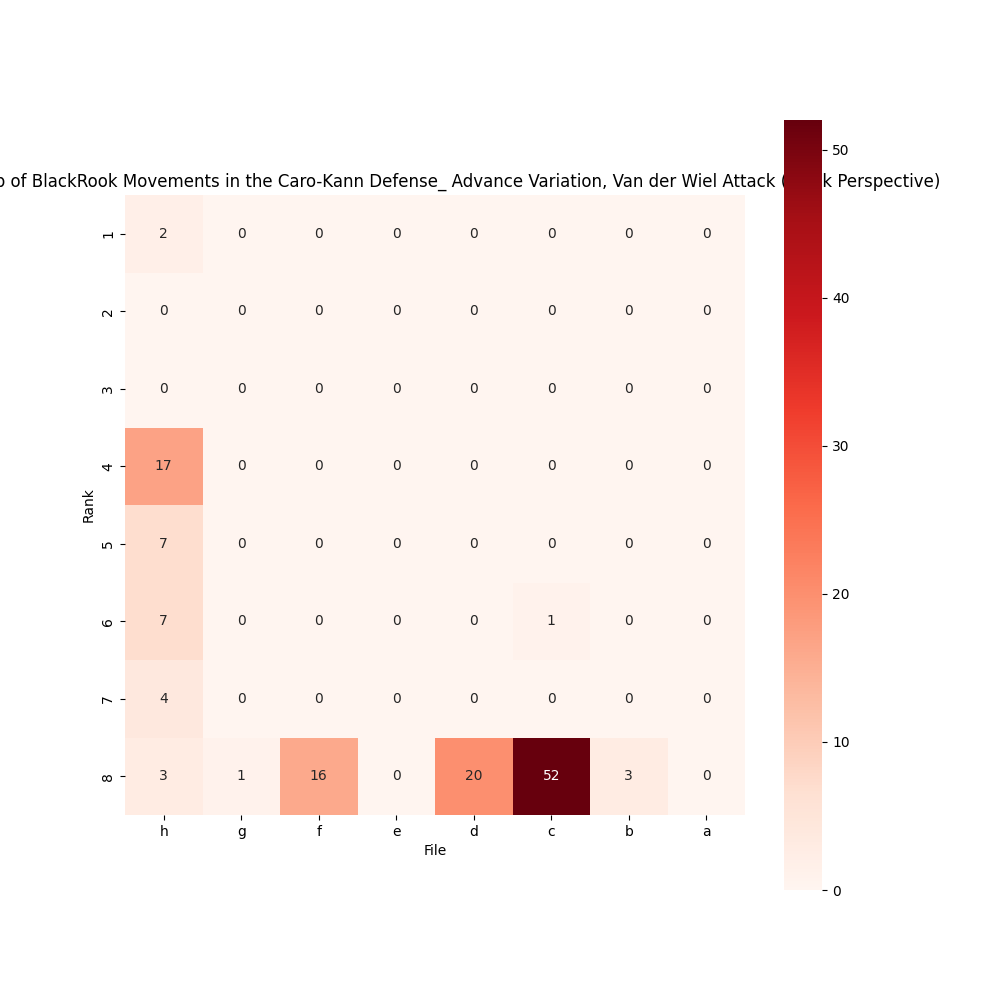 of BlackRook Movements in the Caro-Kann Defense_ Advance Variation, Van der Wiel Attack ( Perspective)
50
40
30
20
10
0
Rank
1 2 0 0 0 0 0 0 0
2 0 0 0 0 0 0 0 0
3 0 0 0 0 0 0 0 0
4 17 0 0 0 0 0 0 0
5 7 0 0 0 0 0 0 0
6 7 0 0 0 0 1 0 0
7 4 0 0 0 0 0 0 0
8 3 1 16 0 20 52 3 0
h g f e d c b a
File